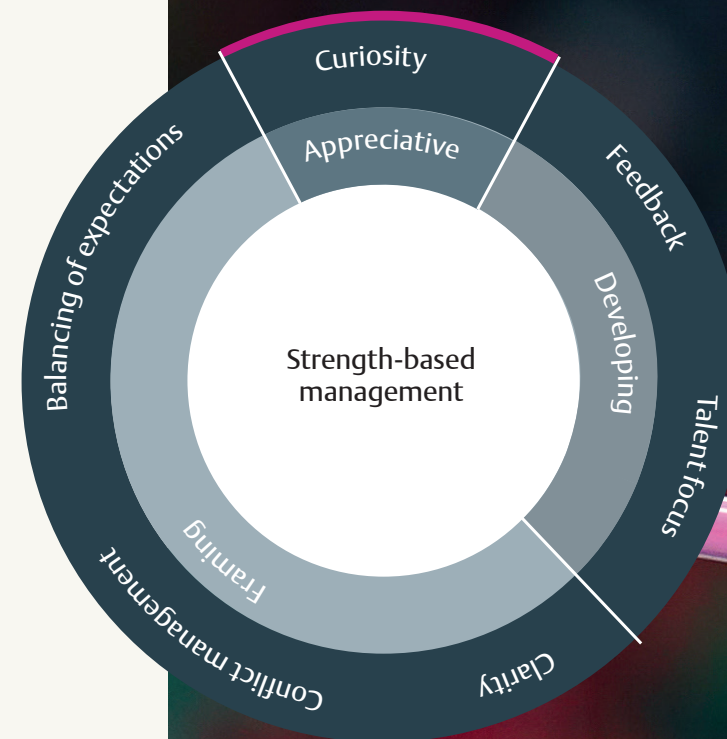 Curiosity
Appreciative
Feedback
Developing
Talent focus
Clarity
Conflict management
Framing
Balancing of expectations
Strength-based
management